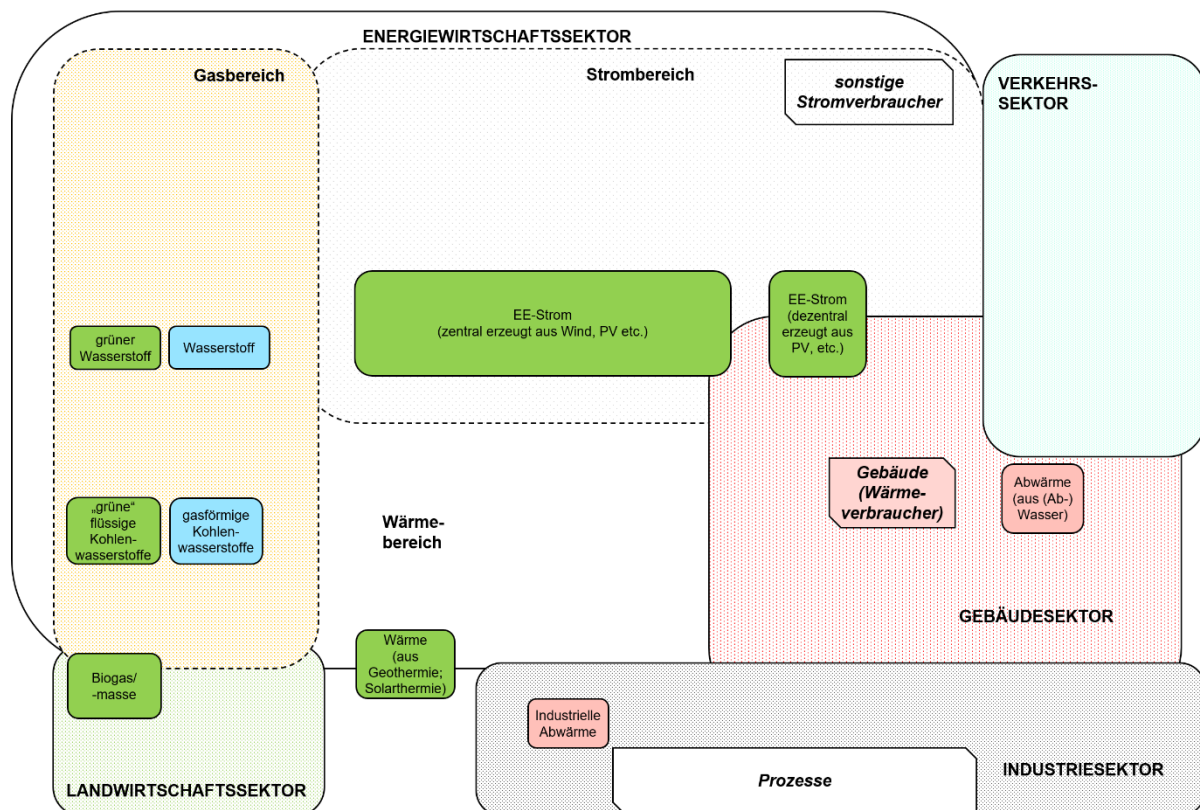 ENERGIEWIRTSCHAFTSSEKTOR
Gasbereich
Strombereich
sonstige
Stromverbraucher
VERKEHRS-
SEKTOR
EE-Strom
(zentral erzeugt aus Wind, PV etc.)
EE-Strom
(dezentral
erzeugt aus
PV, etc.)
grüner
Wasserstoff
Wasserstoff
„grüne“
flüssige
Kohlen-
wasserstoffe
gasförmige
Kohlen-
wasserstoffe
Wärme-
bereich
Gebäude
(Wärme-
verbraucher)
Abwärme
(aus (Ab-)
Wasser)
GEBÄUDESEKTOR
Wärme
(aus
Geothermie;
Solarthermie)
Biogas/
-masse
Industrielle
Abwärme
LANDWIRTSCHAFTSSEKTOR
Prozesse
INDUSTRIESEKTOR